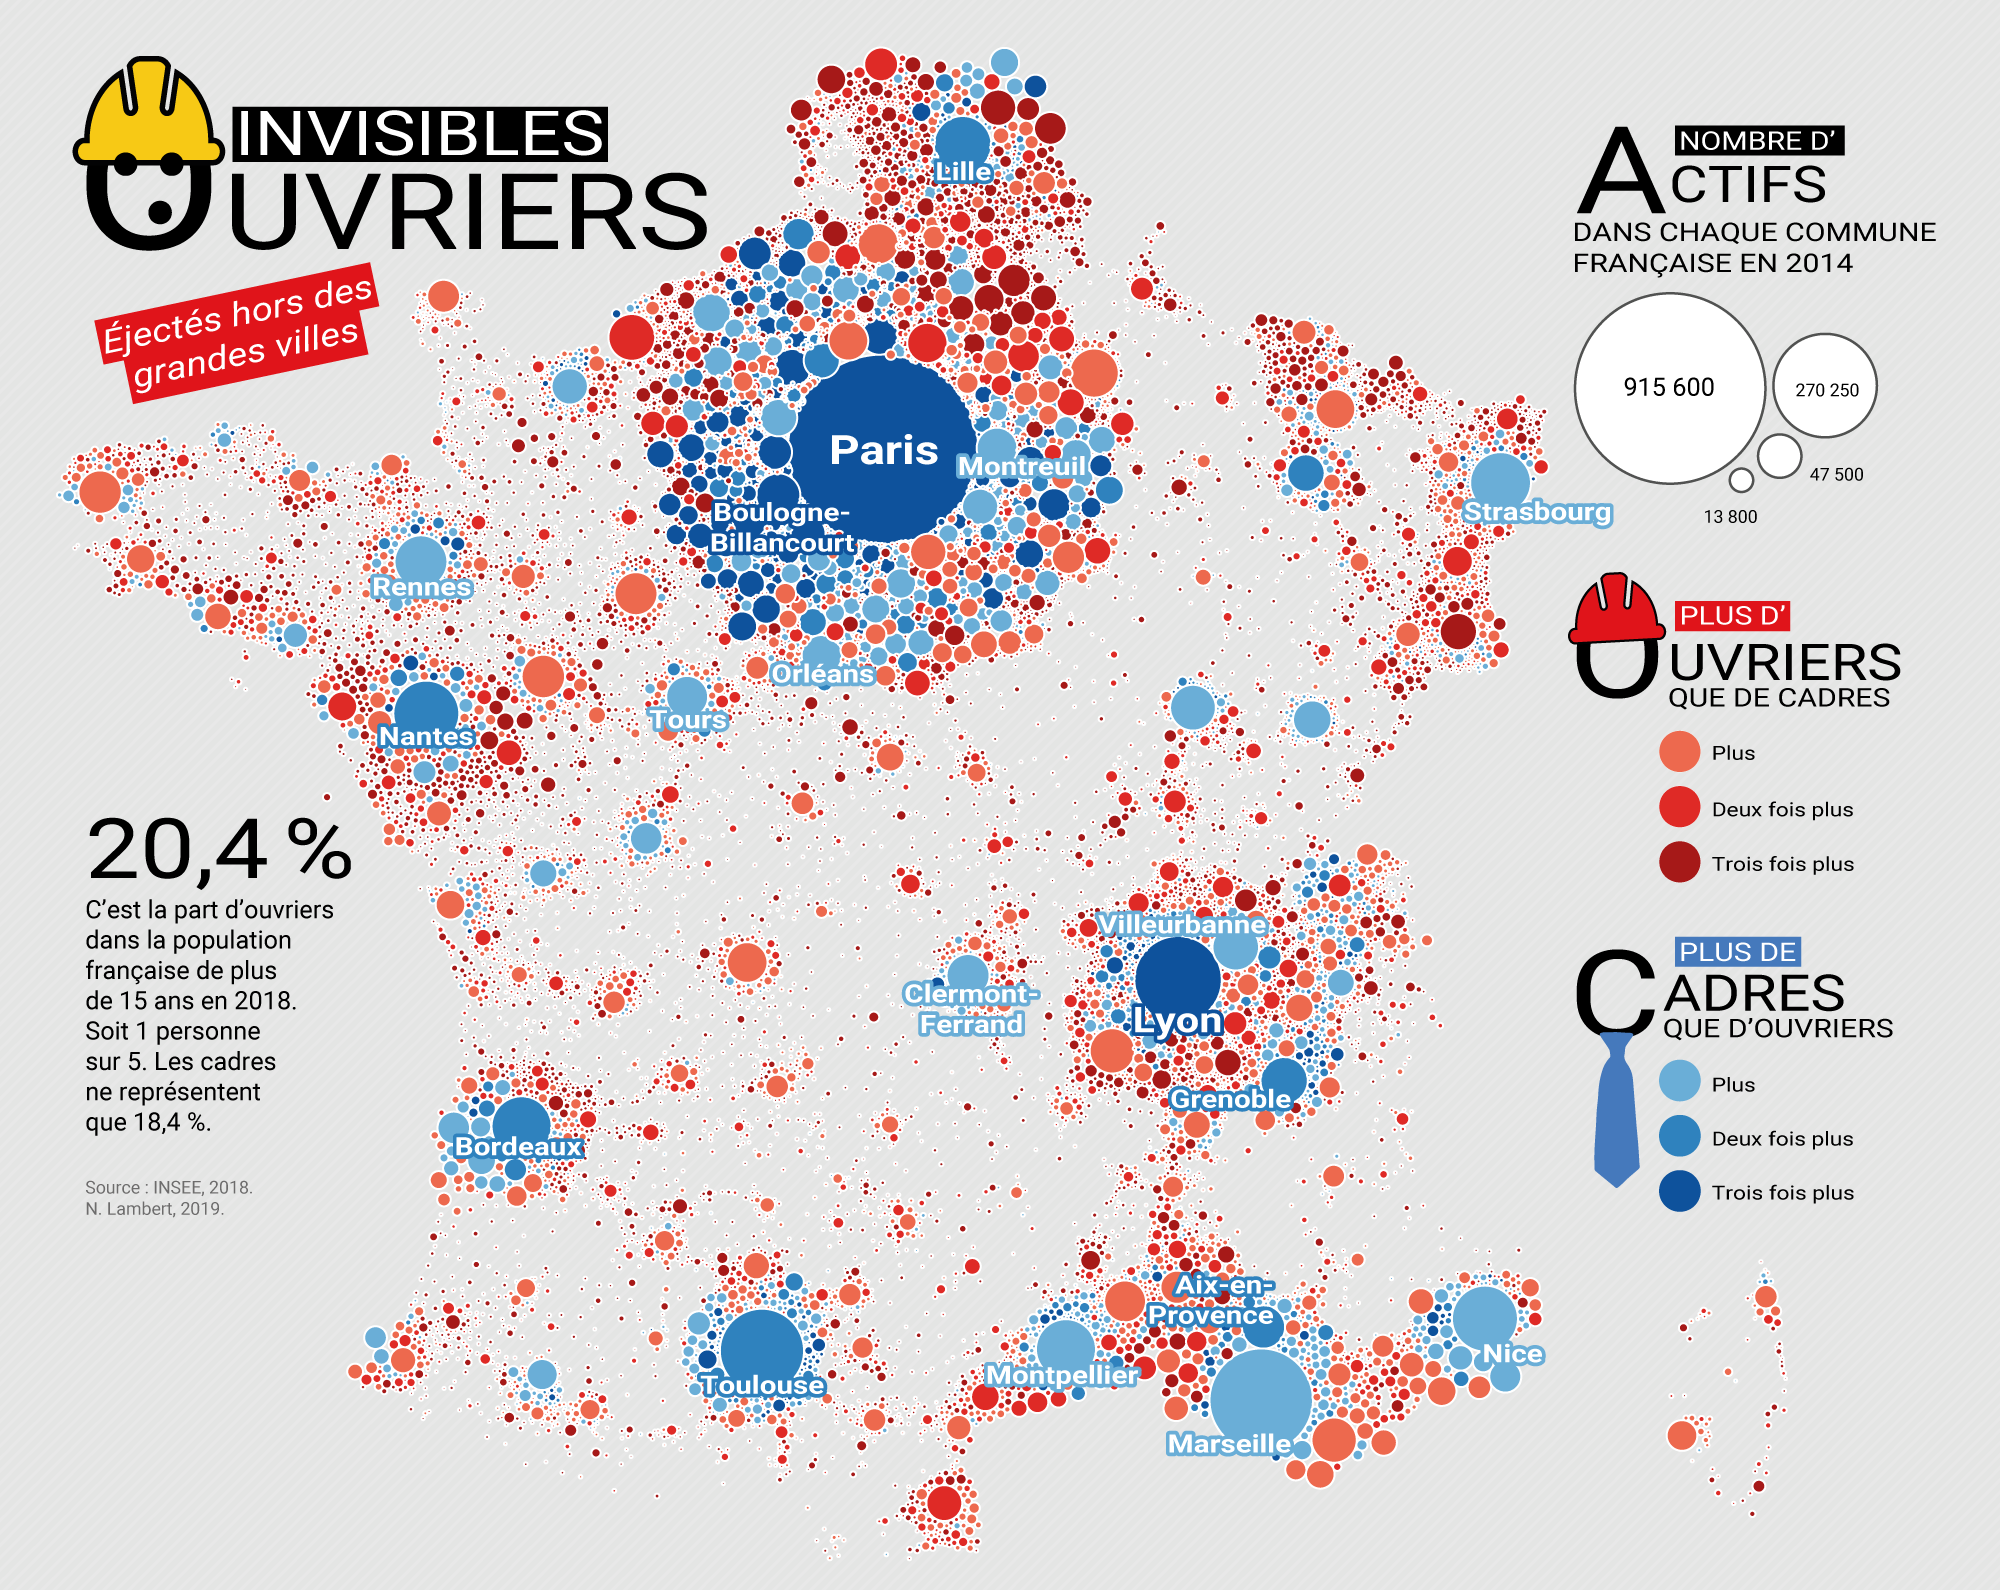 INVISIBLES
OUVRIERS
Éjectés hors des
grandes villes
20,4 %
C’est la part d’ouvriers
dans la population
française de plus
de 15 ans en 2018.
Soit 1 personne
sur 5. Les cadres
ne représentent
que 18,4 %.
Source : INSEE, 2018.
N. Lambert, 2019.
Lille
Paris
Montreuil
Boulogne-
Billancourt
Strasbourg
Rennes
Orléans
Tours
Nantes
Villeurbanne
Clermont-
Ferrand
Lyon
Grenoble
Bordeaux
Aix-en-
Provence
Nice
Montpellier
Toulouse
Marseille
NOMBRE D’
ACTIFS
DANS CHAQUE COMMUNE
FRANÇAISE EN 2014
915 600
270 250
47 500
13 800
PLUS D’
OUVRIERS
QUE DE CADRES
Plus
Deux fois plus
Trois fois plus
PLUS DE
CADRES
QUE D’OUVRIERS
Plus
Deux fois plus
Trois fois plus